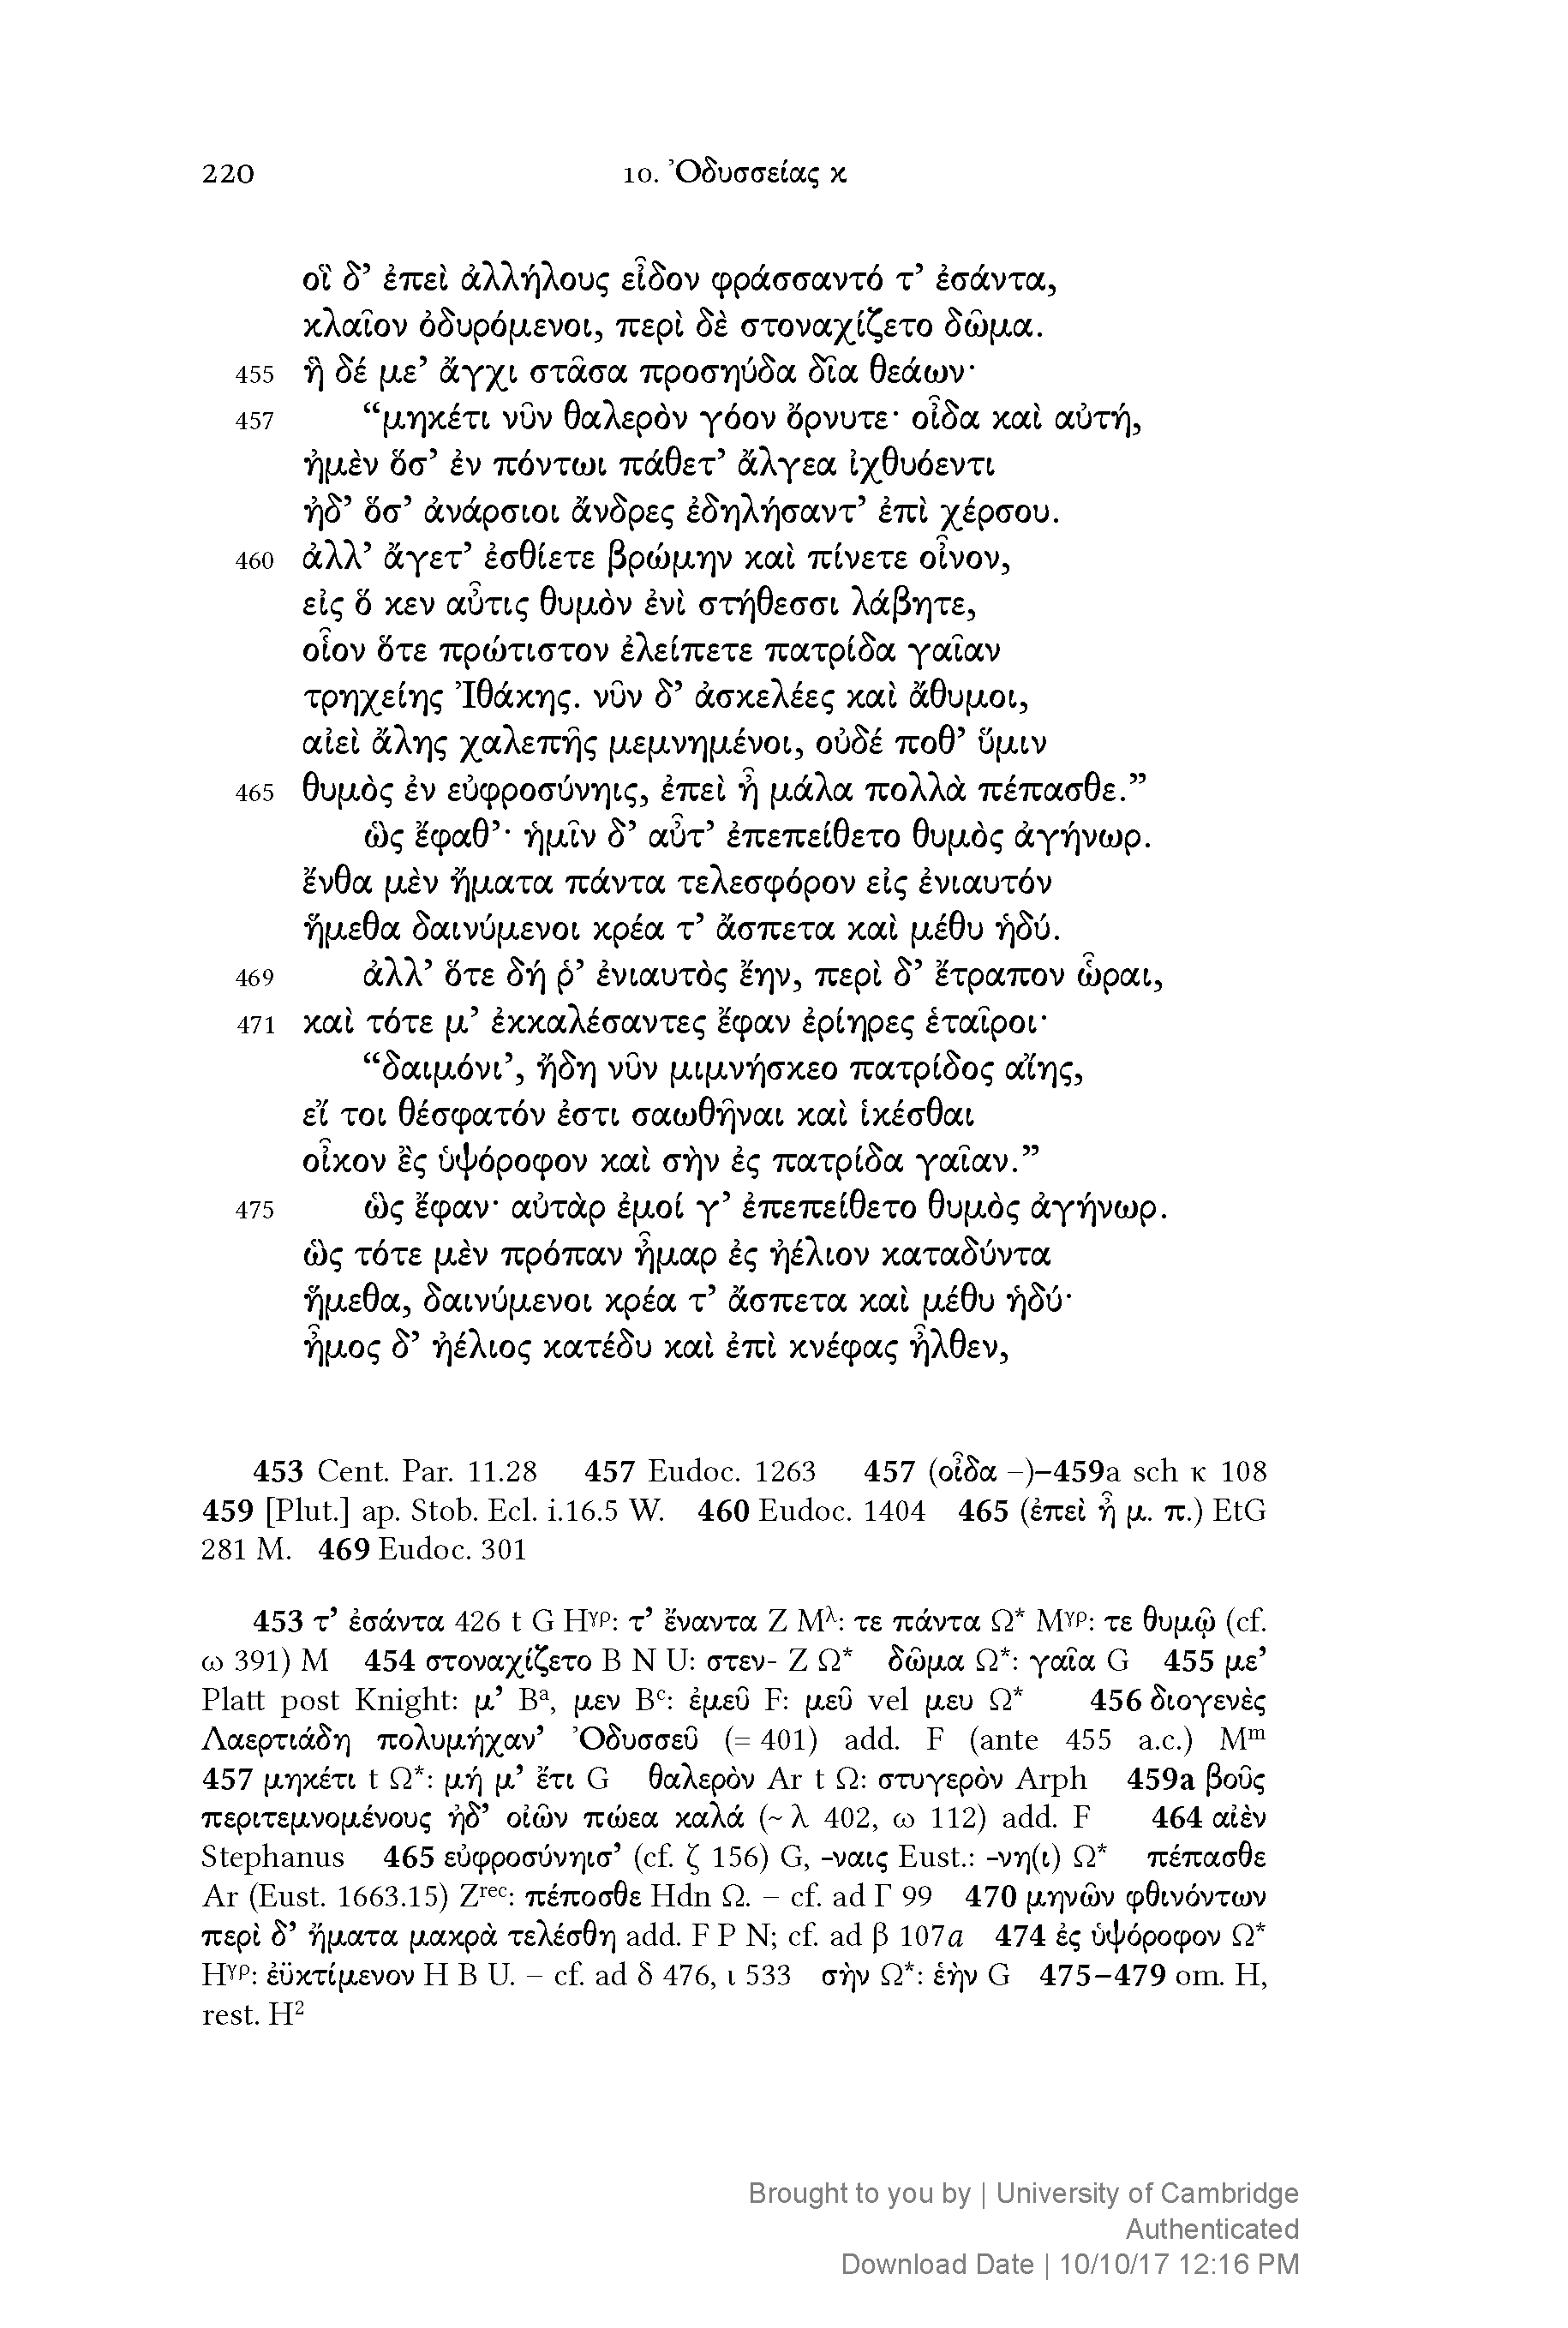 220 10. Ὀδυσσείας κ
οἳ δ’ ἐπεὶ ἀλλήλους εἶδον φράσσαντό τ’ ἐσάντα,
κλαῖον ὀδυρόμενοι, περὶ δὲ στοναχίζετο δῶμα.
455 ἣ δέ με’ ἄγχι στᾶσα προσηύδα δῖα θεάων·
457 “μηκέτι νῦν θαλερὸν γόον ὄρνυτε· οἶδα καὶ αὐτή,
ἠμὲν ὅσ’ ἐν πόντωι πάθετ’ ἄλγεα ἰχθυόεντι
ἠδ’ ὅσ’ ἀνάρσιοι ἄνδρες ἐδηλήσαντ’ ἐπὶ χέρσου.
460 ἀλλ’ ἄγετ’ ἐσθίετε βρώμην καὶ πίνετε οἶνον,
εἰς ὅ κεν αὖτις θυμὸν ἐνὶ στήθεσσι λάβητε,
οἷον ὅτε πρώτιστον ἐλείπετε πατρίδα γαῖαν
τρηχείης Ἰθάκης. νῦν δ’ ἀσκελέες καὶ ἄθυμοι,
αἰεὶ ἄλης χαλεπῆς μεμνημένοι, οὐδέ ποθ’ ὕμιν
465 θυμὸς ἐν εὐφροσύνηις, ἐπεὶ ἦ μάλα πολλὰ πέπασθε.”
ὣς ἔφαθ’· ἡμῖν δ’ αὖτ’ ἐπεπείθετο θυμὸς ἀγήνωρ.
ἔνθα μὲν ἤματα πάντα τελεσφόρον εἰς ἐνιαυτόν
ἥμεθα δαινύμενοι κρέα τ’ ἄσπετα καὶ μέθυ ἡδύ.
469 ἀλλ’ ὅτε δή ῥ’ ἐνιαυτὸς ἔην, περὶ δ’ ἔτραπον ὧραι,
471 καὶ τότε μ’ ἐκκαλέσαντες ἔφαν ἐρίηρες ἑταῖροι·
“δαιμόνι’, ἤδη νῦν μιμνήσκεο πατρίδος αἴης,
εἴ τοι θέσφατόν ἐστι σαωθῆναι καὶ ἱκέσθαι
οἶκον ἒς ὑψόροφον καὶ σὴν ἐς πατρίδα γαῖαν.”
475 ὣς ἔφαν· αὐτὰρ ἐμοί γ’ ἐπεπείθετο θυμὸς ἀγήνωρ.
ὣς τότε μὲν πρόπαν ἦμαρ ἐς ἠέλιον καταδύντα
ἥμεθα, δαινύμενοι κρέα τ’ ἄσπετα καὶ μέθυ ἡδύ·
ἦμος δ’ ἠέλιος κατέδυ καὶ ἐπὶ κνέφας ἦλθεν,
453 Cent. Par. 11.28 457 Eudoc. 1263 457 (οἶδα –)–459a sch κ 108
459 [Plut.] ap. Stob. Ecl. i.16.5 W. 460 Eudoc. 1404 465 (ἐπεὶ ἦ μ. π.) EtG
281 M. 469 Eudoc. 301
453 τ’ ἐσάντα 426 t G Hᵞᵖ: τ’ ἔναντα Z Mλ: τε πάντα Ω* Mᵞᵖ: τε θυμῷ (cf.
ω 391) M 454 στοναχίζετο B N U: στεν- Z Ω* δῶμα Ω*: γαῖα G 455 με’
Platt post Knight: μ’ Bᵃ, μεν Bᶜ: ἐμεῦ F: μεῦ vel μευ Ω* 456 διογενὲς
Λαερτιάδη πολυμήχαν’ Ὀδυσσεῦ (= 401) add. F (ante 455 a.c.) Mᵐ
457 μηκέτι t Ω*: μή μ’ ἔτι G θαλερὸν Ar t Ω: στυγερὸν Arph 459a βοῦς
περιτεμνομένους ἠδ’ οἰῶν πώεα καλά (~ λ 402, ω 112) add. F 464 αἰὲν
Stephanus 465 εὐφροσύνηισ’ (cf. ζ 156) G, -ναις Eust.: -νη(ι) Ω* πέπασθε
Ar (Eust. 1663.15) Zʳᵉᶜ: πέποσθε Hdn Ω. – cf. ad Γ 99 470 μηνῶν φθινόντων
περὶ δ’ ἤματα μακρὰ τελέσθη add. F P N; cf. ad β 107a 474 ἐς ὑψόροφον Ω*
Hᵞᵖ: ἐϋκτίμενον H B U. – cf. ad δ 476, ι 533 σὴν Ω*: ἑὴν G 475–479 om. H,
rest. H²
Brought to you by | University of Cambridge
Authenticated
Download Date | 10/10/17 12:16 PM